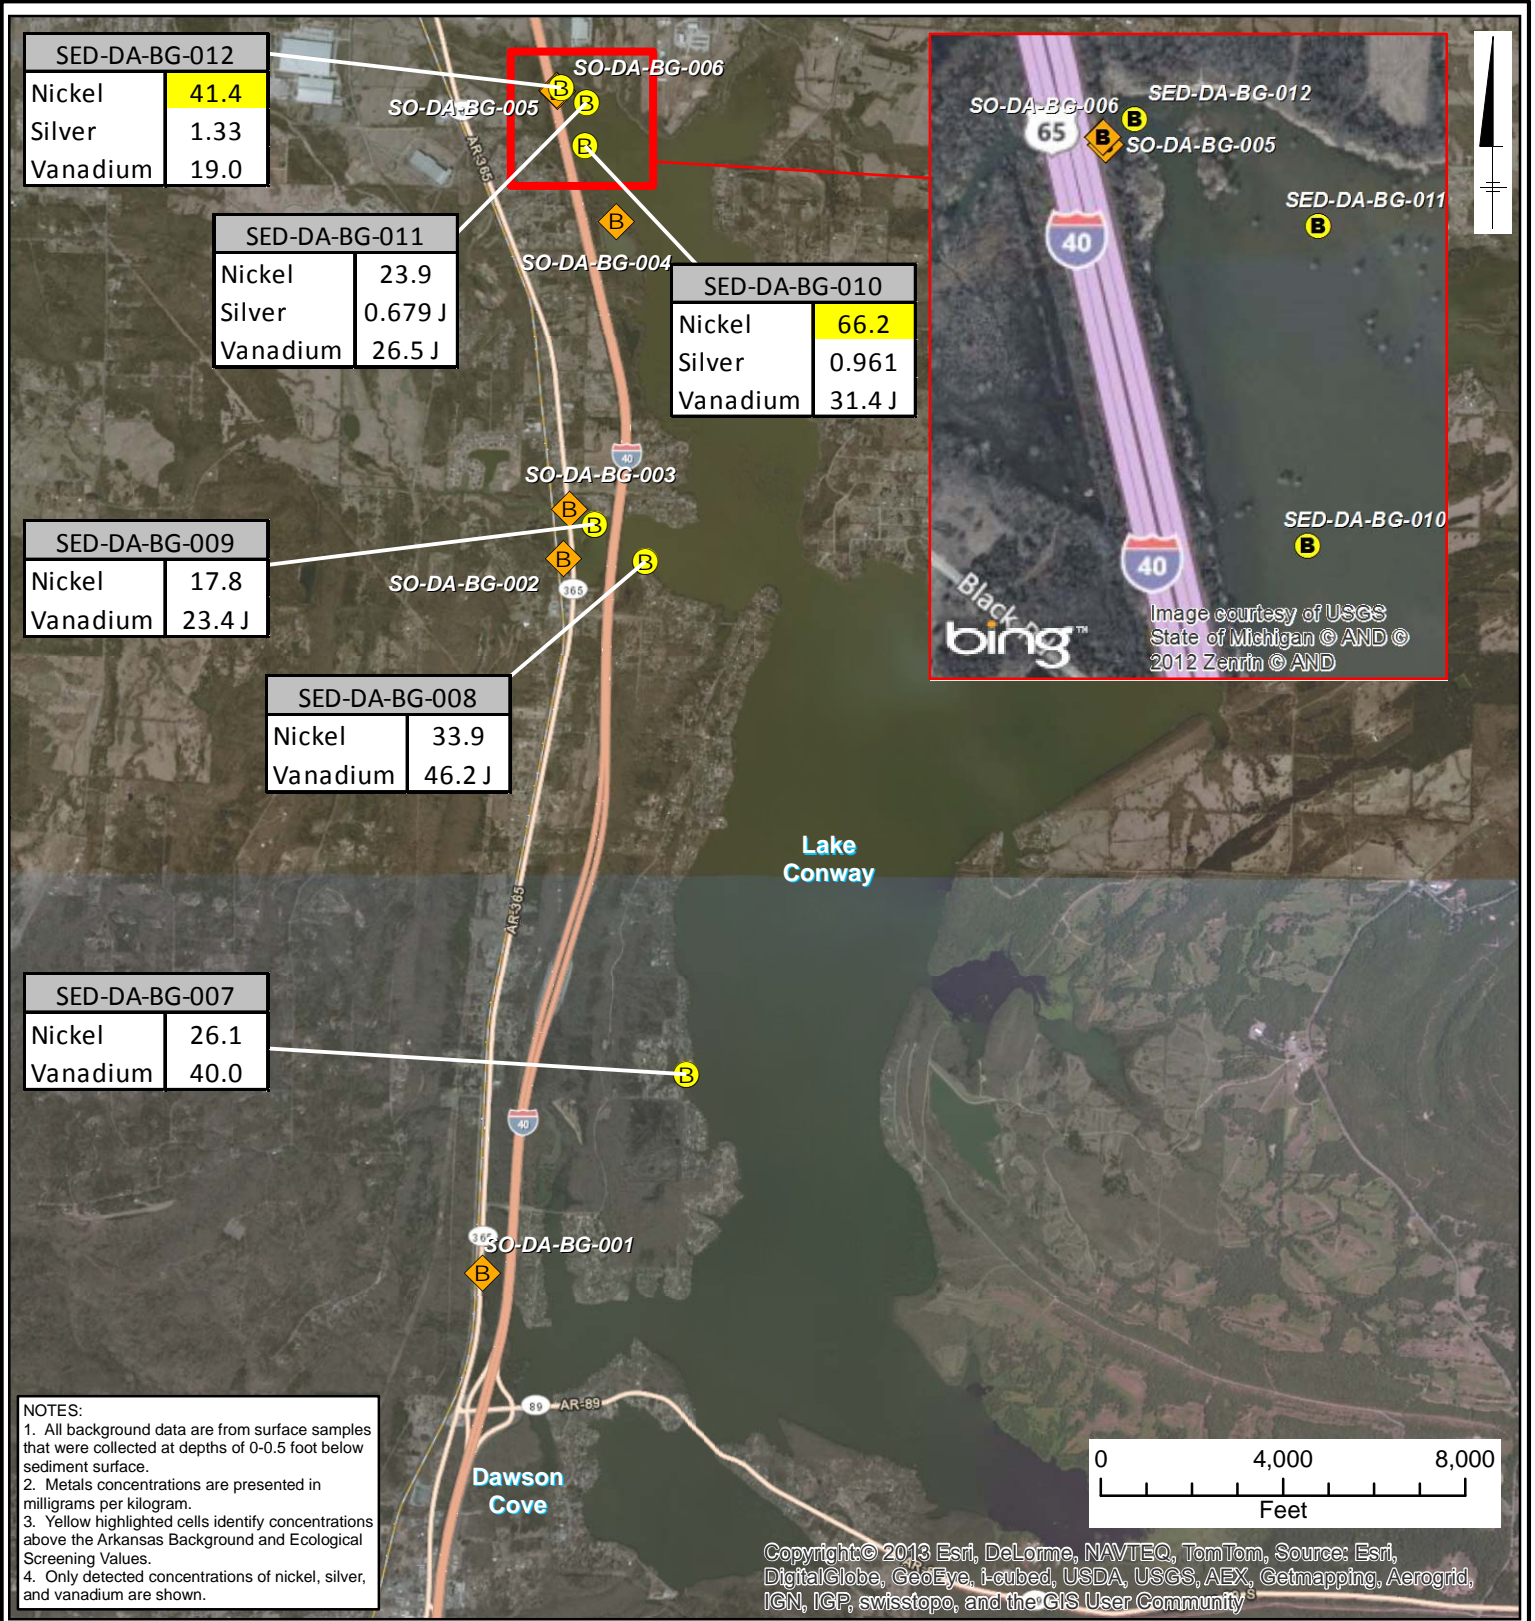 SED-DA-BG-012
Nickel 41.4
Silver 1.33
Vanadium 19.0
SO-DA-BG-006
B
SO-DA-BG-005
B
B
AR-365
SED-DA-BG-011
Nickel 23.9
Silver 0.679 J
Vanadium 26.5 J
B
SO-DA-BG-004
SED-DA-BG-010
Nickel 66.2
Silver 0.961
Vanadium 31.4 J
SO-DA-BG-006
SED-DA-BG-012
65
B
B
SO-DA-BG-005
SED-DA-BG-011
B
40
SED-DA-BG-010
B
40
Black
bing™
Image courtesy of USGS
State of Michigan © AND ©
2012 Zenrin © AND
40
SO-DA-BG-003
B
B
SED-DA-BG-009
Nickel 17.8
Vanadium 23.4 J
B
B
SO-DA-BG-002
365
SED-DA-BG-008
Nickel 33.9
Vanadium 46.2 J
Lake
Conway
AR-365
SED-DA-BG-007
Nickel 26.1
Vanadium 40.0
B
40
365
SO-DA-BG-001
B
NOTES:
1. All background data are from surface samples
that were collected at depths of 0-0.5 foot below
sediment surface.
2. Metals concentrations are presented in
milligrams per kilogram.
3. Yellow highlighted cells identify concentrations
above the Arkansas Background and Ecological
Screening Values.
4. Only detected concentrations of nickel, silver,
and vanadium are shown.
89
AR-89
Dawson
Cove
0 4,000 8,000
Feet
Copyright:© 2013 Esri, DeLorme, NAVTEQ, TomTom, Source: Esri,
DigitalGlobe, GeoEye, i-cubed, USDA, USGS, AEX, Getmapping, Aerogrid,
IGN, IGP, swisstopo, and the GIS User Community